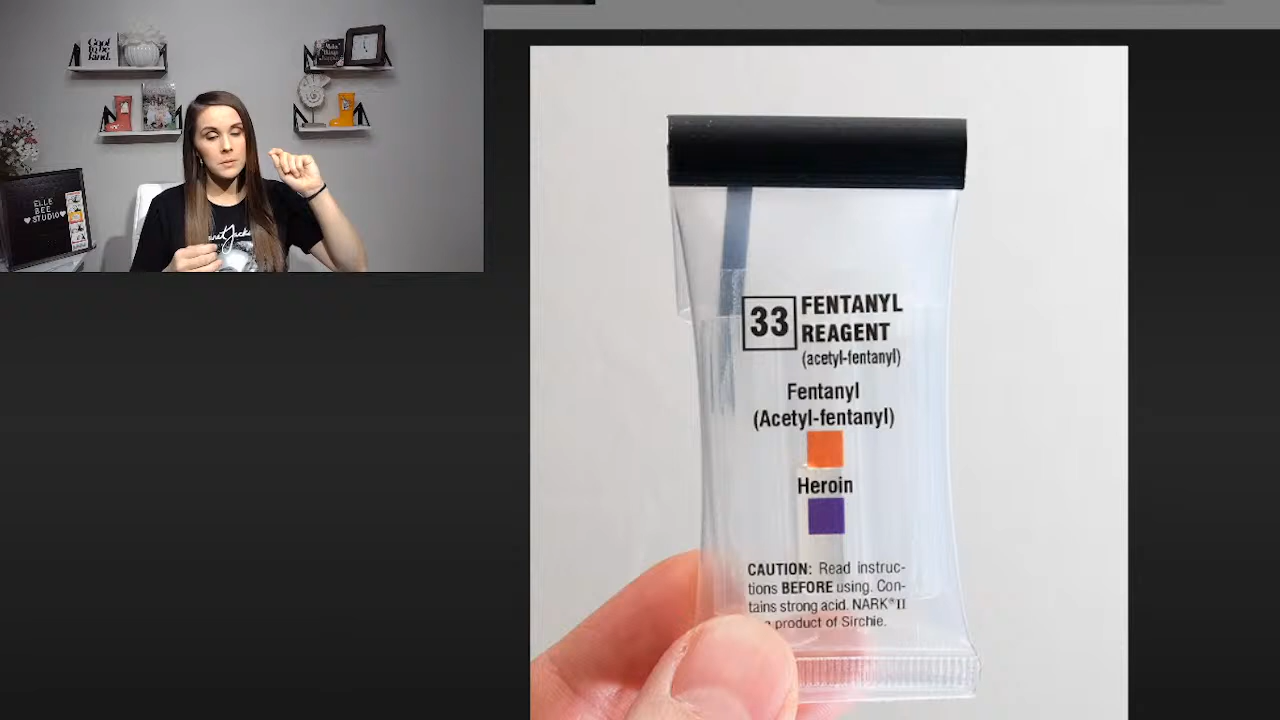 ELLE
BEE
♥STUDIO♥
33 FENTANYL
REAGENT
(acetyl-fentanyl)
Fentanyl
(Acetyl-fentanyl)
Heroin
CAUTION: Read instruc-
tions BEFORE using. Con-
tains strong acid. NARK®II
product of Sirchie.